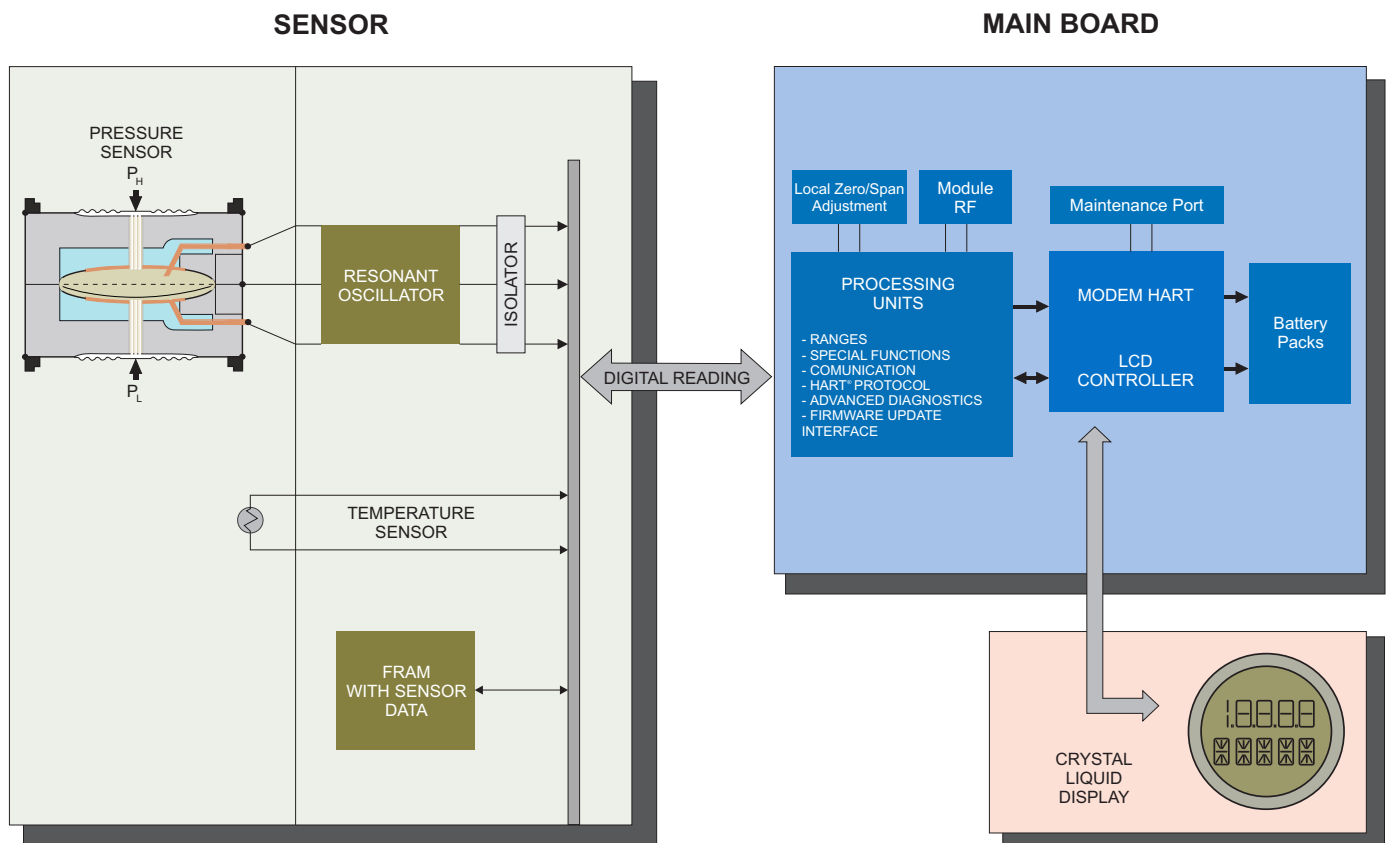 SENSOR
MAIN BOARD
PRESSURE
SENSOR
P_H
P_L
RESONANT
OSCILLATOR
ISOLATOR
DIGITAL READING
TEMPERATURE
SENSOR
FRAM
WITH SENSOR
DATA
Local Zero/Span
Adjustment
Module
RF
Maintenance Port
PROCESSING
UNITS
- RANGES
- SPECIAL FUNCTIONS
- COMUNICATION
- HART® PROTOCOL
- ADVANCED DIAGNOSTICS
- FIRMWARE UPDATE
INTERFACE
MODEM HART
LCD
CONTROLLER
Battery
Packs
CRYSTAL
LIQUID
DISPLAY